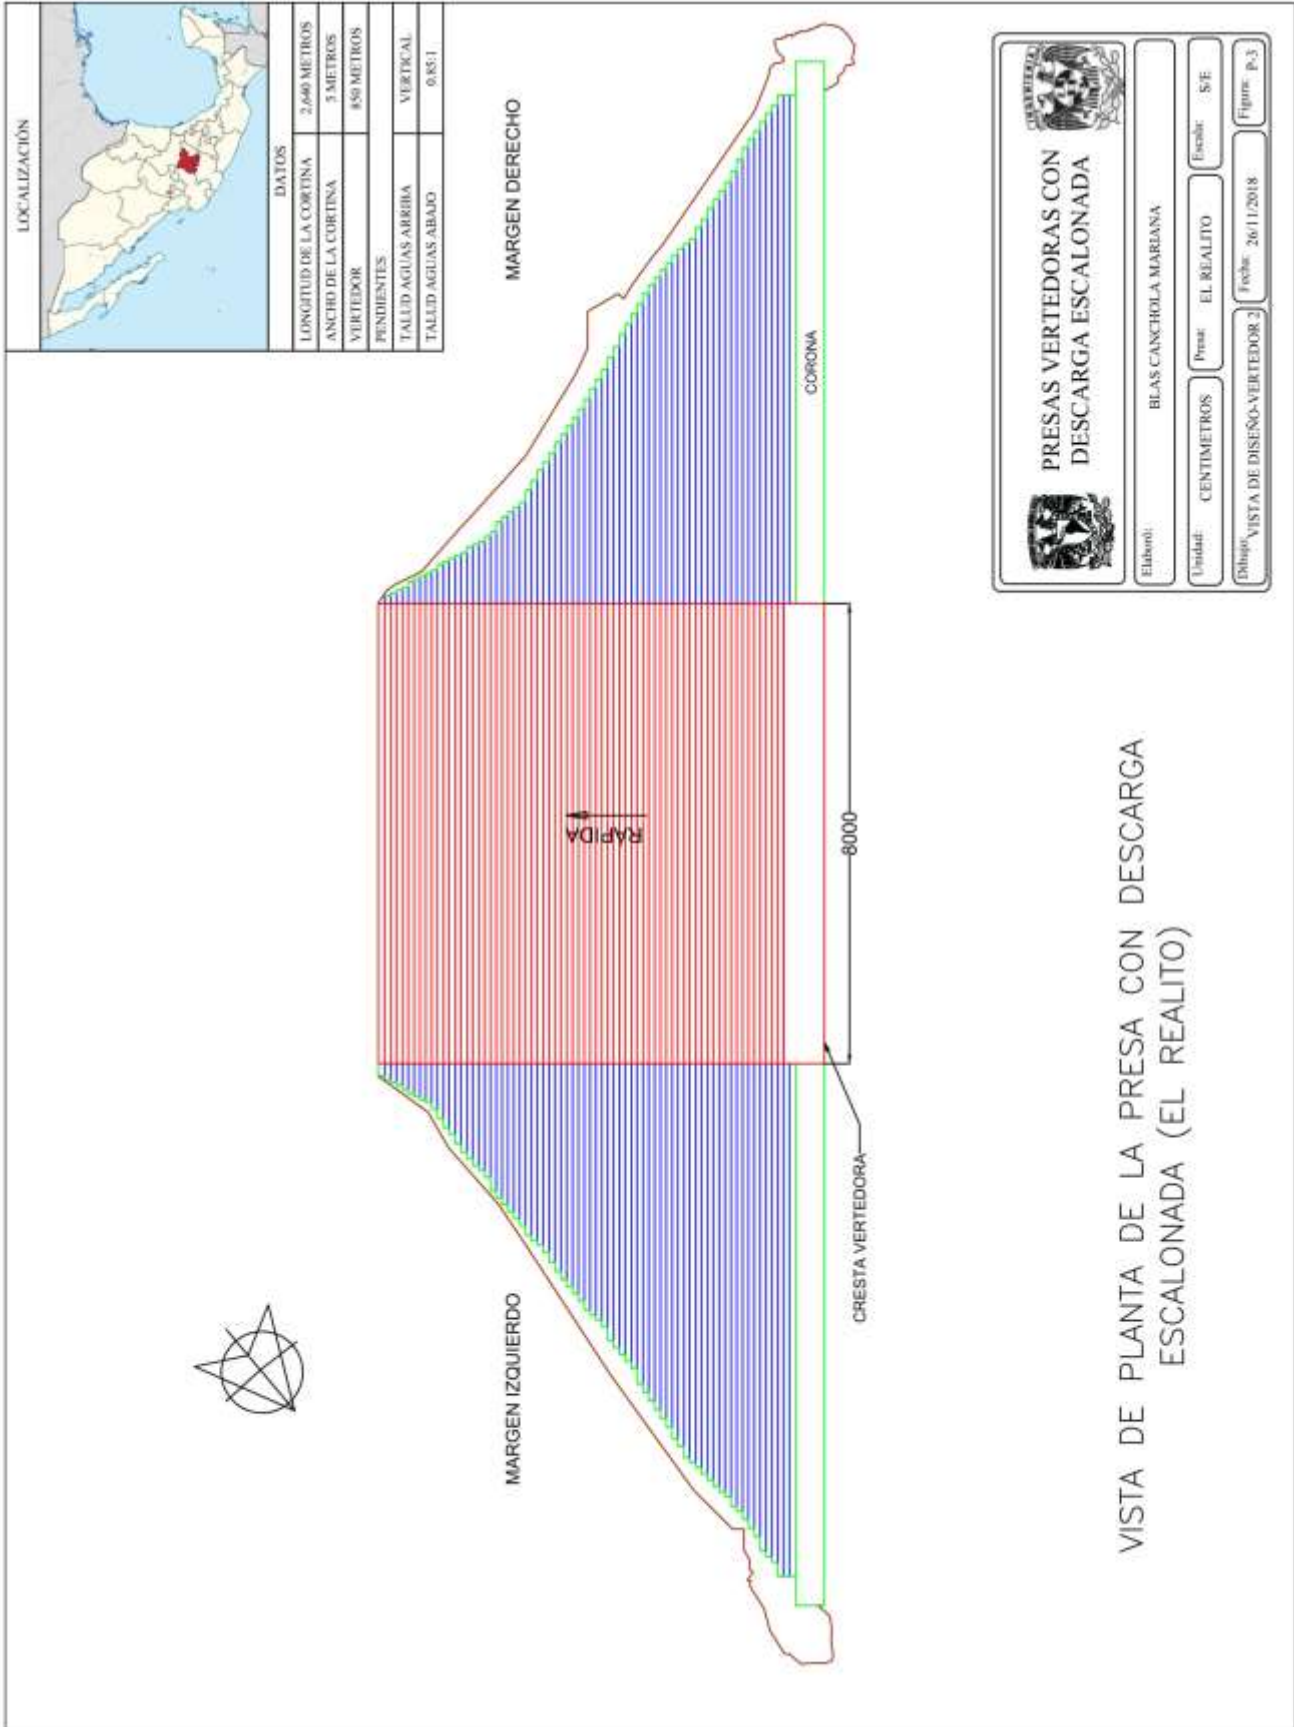 LOCALIZACIÓN
DATOS
LONGITUD DE LA CORTINA 2,640 METROS
ANCHO DE LA CORTINA 5 METROS
VERTEDOR 850 METROS
PENDIENTES
TALUD AGUAS ARRIBA VERTICAL
TALUD AGUAS ABAJO 0.85:1
MARGEN IZQUIERDO
MARGEN DERECHO
RÁPIDA
CORONA
8000
CRESTA VERTEDORA
VISTA DE PLANTA DE LA PRESA CON DESCARGA
ESCALONADA (EL REALITO)
INGENIERIA
PRESAS VERTEDORAS CON
DESCARGA ESCALONADA
Elaboró:
BLAS CANCHOLA MARIANA
Unidad: CENTIMETROS
Presa: EL REALITO
Escala: S/E
Dibujo: VISTA DE DISEÑO-VERTEDOR 2
Fecha: 26/11/2018
Figura: P-3